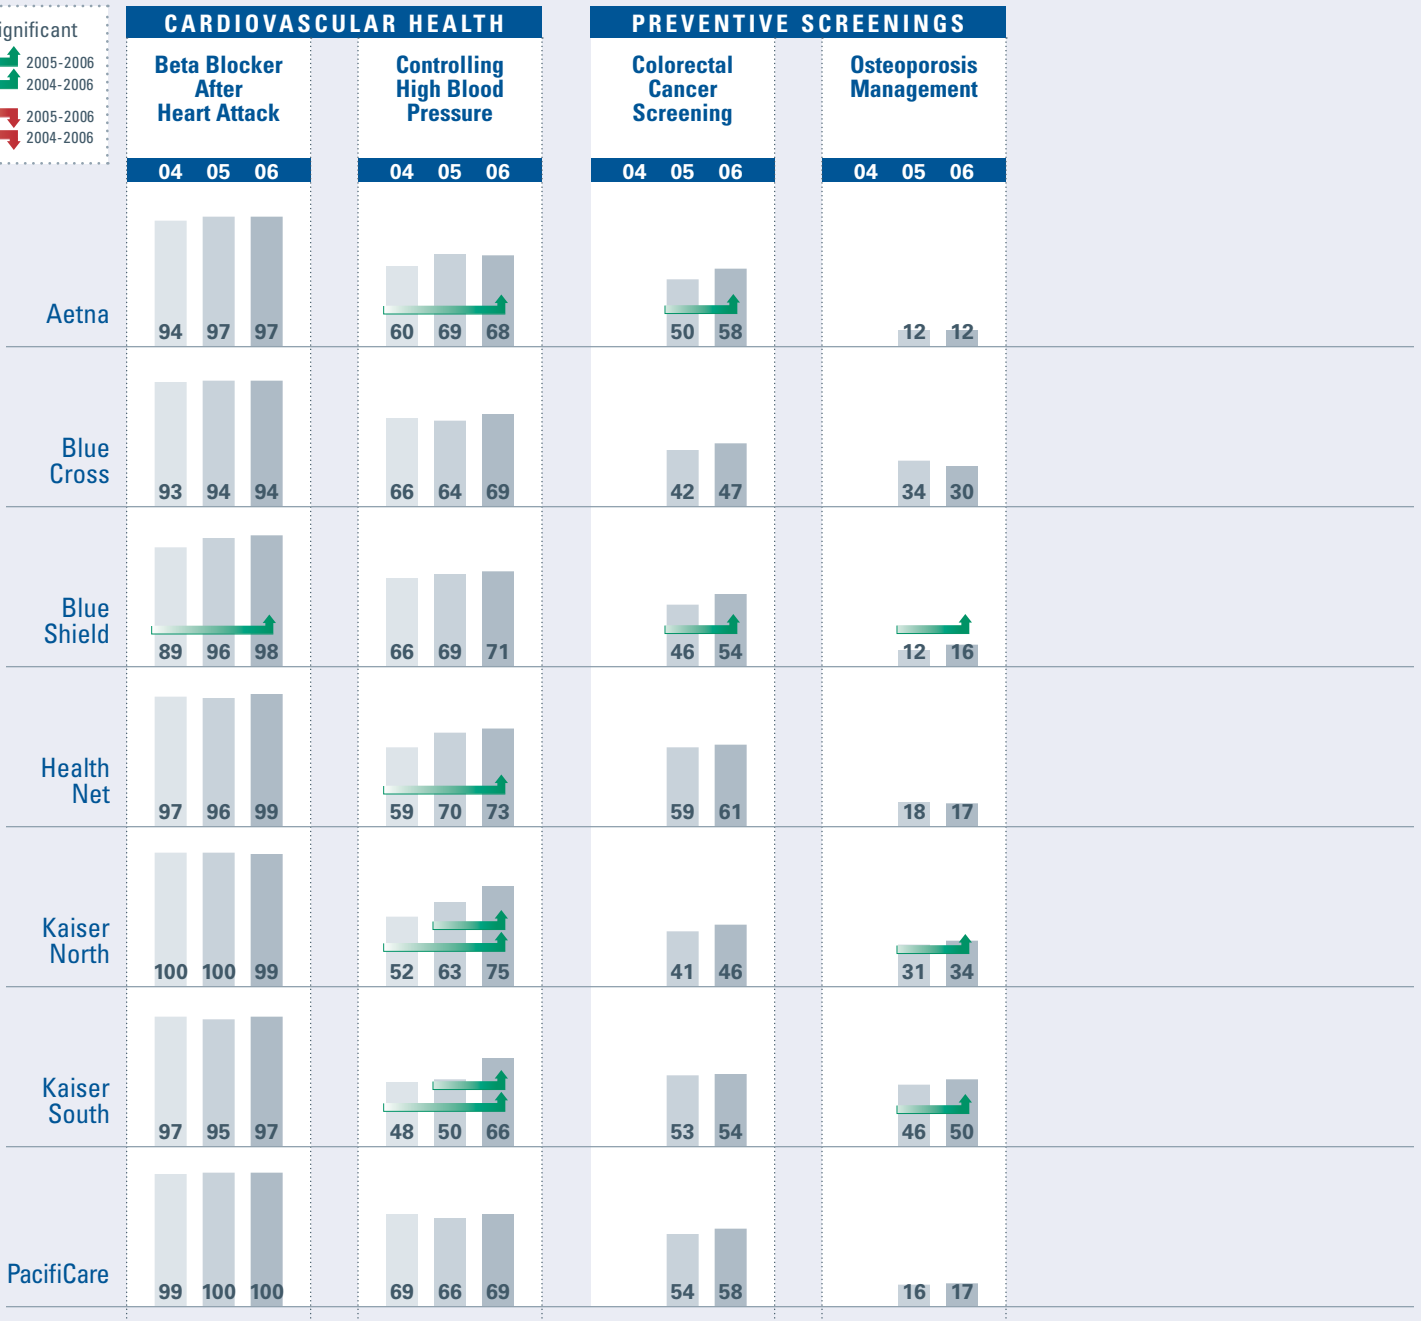 CARDIOVASCULAR HEALTH PREVENTIVE SCREENINGS
2005-2006
2004-2006
2005-2006
2004-2006
Beta Blocker
After
Heart Attack
Controlling
High Blood
Pressure
Colorectal
Cancer
Screening
Osteoporosis
Management
04 05 06 04 05 06 04 05 06 04 05 06
Aetna
94 97 97 60 69 68 50 58 12 12
Blue
Cross
93 94 94 66 64 69 42 47 34 30
Blue
Shield
89 96 98 66 69 71 46 54 12 16
Health
Net
97 96 99 59 70 73 59 61 18 17
Kaiser
North
100 100 99 52 63 75 41 46 31 34
Kaiser
South
97 95 97 48 50 66 53 54 46 50
PacifiCare
99 100 100 69 66 69 54 58 16 17